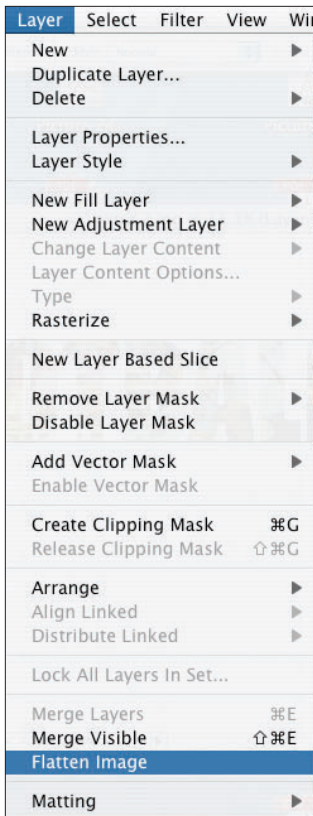 Layer Select Filter View Wi
New
Duplicate Layer...
Delete
Layer Properties...
Layer Style
New Fill Layer
New Adjustment Layer
Change Layer Content
Layer Content Options...
Type
Rasterize
New Layer Based Slice
Remove Layer Mask
Disable Layer Mask
Add Vector Mask
Enable Vector Mask
Create Clipping Mask ⌘G
Release Clipping Mask ⇧⌘G
Arrange
Align Linked
Distribute Linked
Lock All Layers In Set...
Merge Layers ⌘E
Merge Visible ⇧⌘E
Flatten Image
Matting